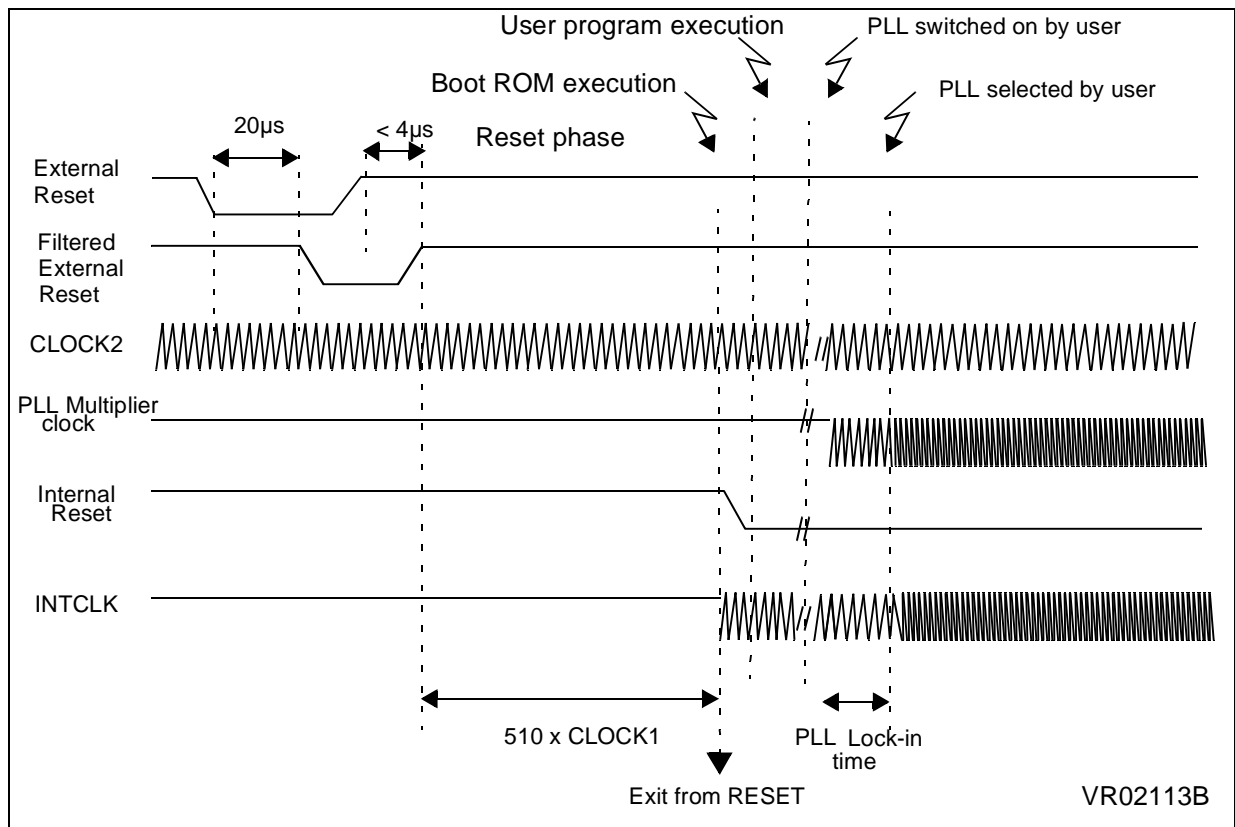 User program execution
PLL switched on by user
Boot ROM execution
PLL selected by user
20µs
< 4µs
Reset phase
External
Reset
Filtered
External
Reset
CLOCK2
PLL Multiplier
clock
Internal
Reset
INTCLK
510 x CLOCK1
PLL Lock-in
time
Exit from RESET
VR02113B